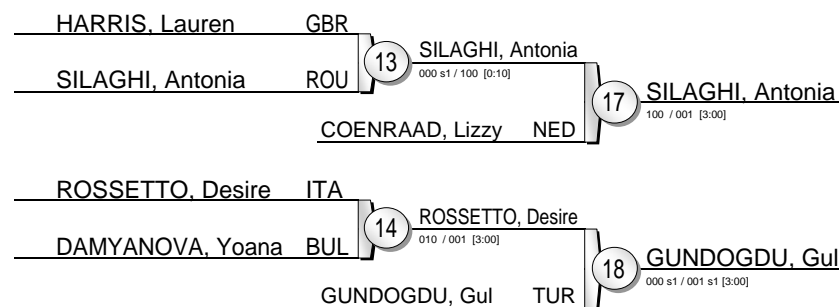 HARRIS, Lauren GBR
13
SILAGHI, Antonia
000 s1 / 100 [0:10]
SILAGHI, Antonia ROU
17
SILAGHI, Antonia
100 / 001 [3:00]
COENRAAD, Lizzy NED
ROSSETTO, Desire ITA
14
ROSSETTO, Desire
010 / 001 [3:00]
DAMYANOVA, Yoana BUL
18
GUNDOGDU, Gul
000 s1 / 001 s1 [3:00]
GUNDOGDU, Gul TUR